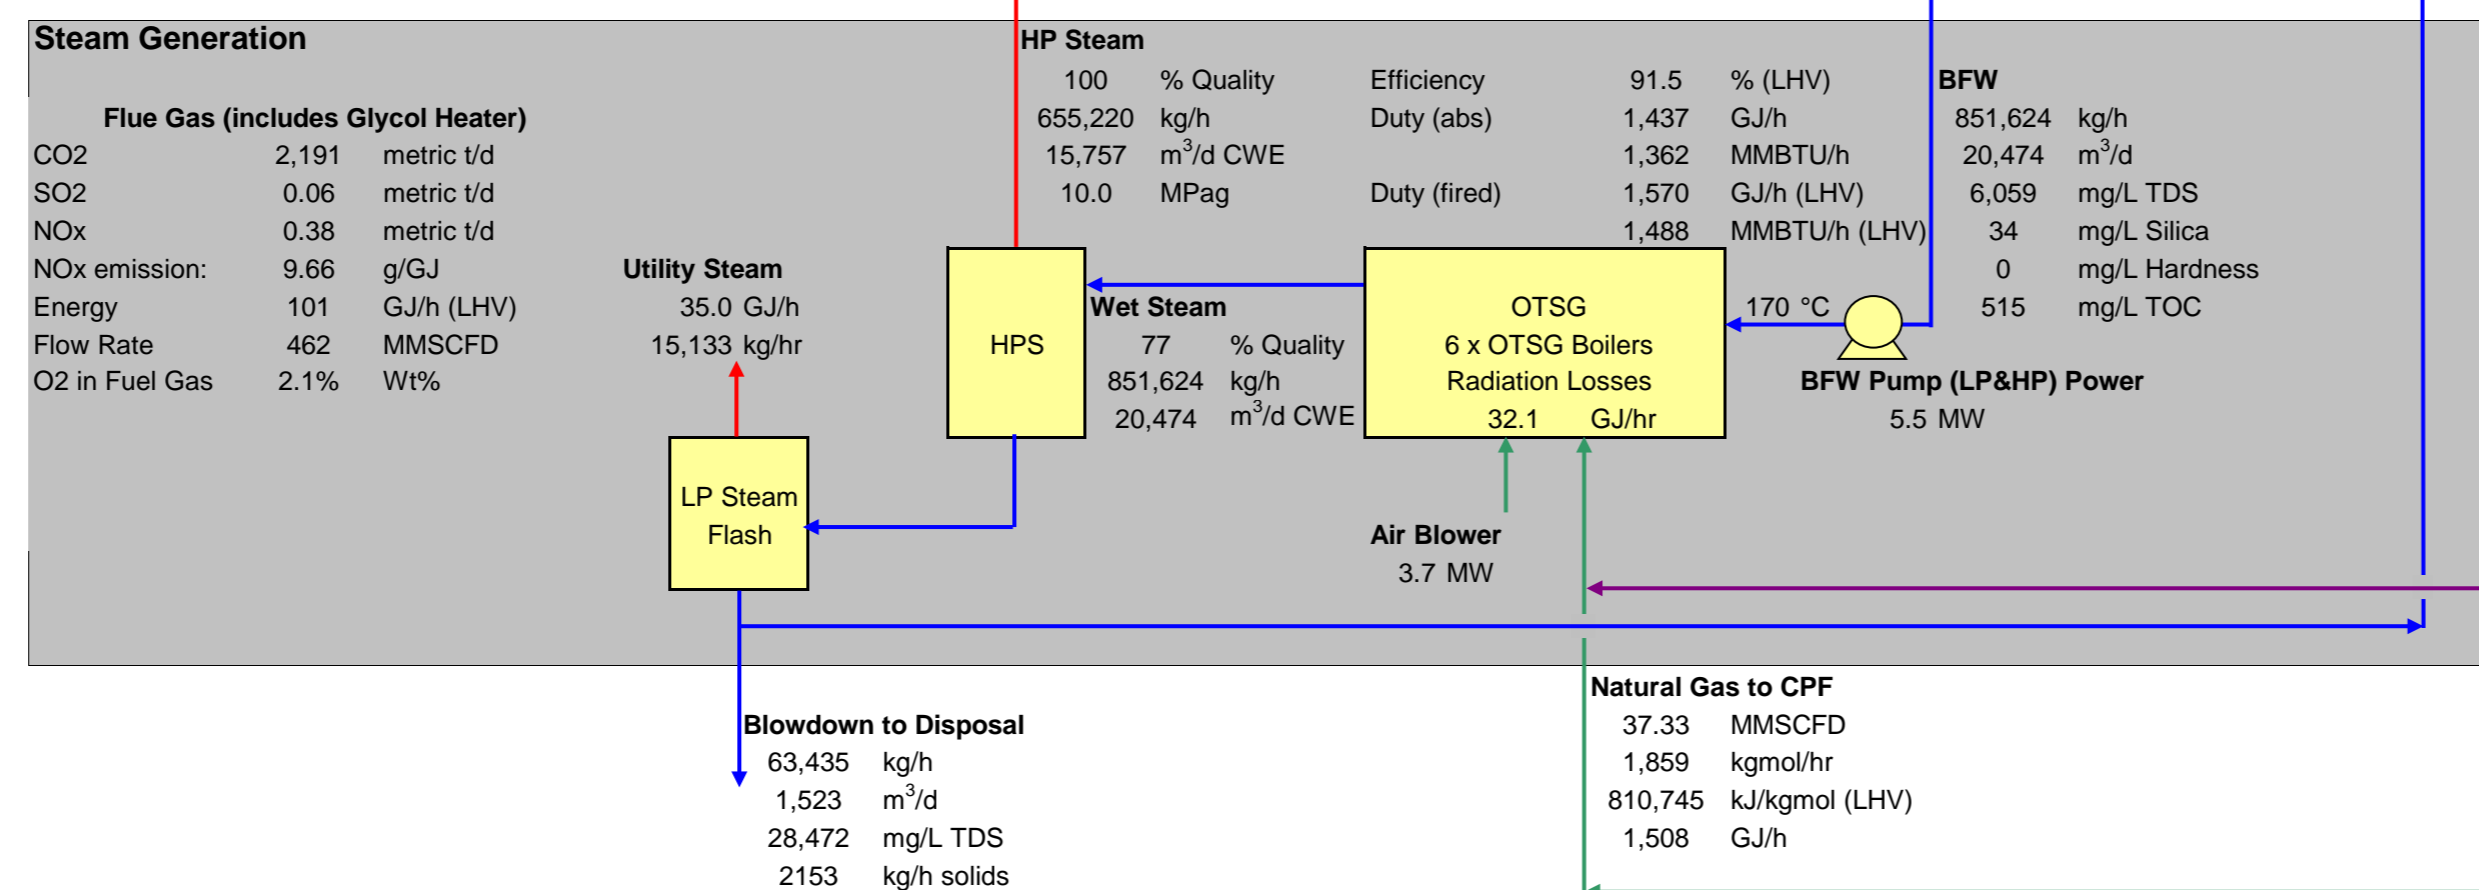 Steam Generation
Flue Gas (includes Glycol Heater)
CO2 2,191 metric t/d
SO2 0.06 metric t/d
NOx 0.38 metric t/d
NOx emission: 9.66 g/GJ
Energy 101 GJ/h (LHV)
Flow Rate 462 MMSCFD
O2 in Fuel Gas 2.1% Wt%
Utility Steam
35.0 GJ/h
15,133 kg/hr
LP Steam
Flash
HP Steam
100 % Quality
655,220 kg/h
15,757 m³/d CWE
10.0 MPag
HPS
Wet Steam
77 % Quality
851,624 kg/h
20,474 m³/d CWE
Efficiency 91.5 % (LHV)
Duty (abs) 1,437 GJ/h
1,362 MMBTU/h
Duty (fired) 1,570 GJ/h (LHV)
1,488 MMBTU/h (LHV)
OTSG
6 x OTSG Boilers
Radiation Losses
32.1 GJ/hr
Air Blower
3.7 MW
BFW
851,624 kg/h
20,474 m³/d
6,059 mg/L TDS
34 mg/L Silica
0 mg/L Hardness
515 mg/L TOC
170 °C
BFW Pump (LP&HP) Power
5.5 MW
Blowdown to Disposal
63,435 kg/h
1,523 m³/d
28,472 mg/L TDS
2153 kg/h solids
Natural Gas to CPF
37.33 MMSCFD
1,859 kgmol/hr
810,745 kJ/kgmol (LHV)
1,508 GJ/h